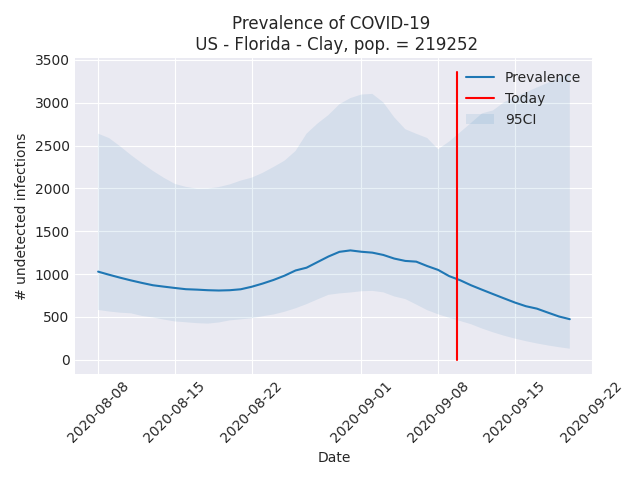 Prevalence of COVID-19
US - Florida - Clay, pop. = 219252
# undetected infections
3500
3000
2500
2000
1500
1000
500
0
Prevalence
Today
95CI
2020-08-08
2020-08-15
2020-08-22
2020-09-01
2020-09-08
2020-09-15
2020-09-22
Date